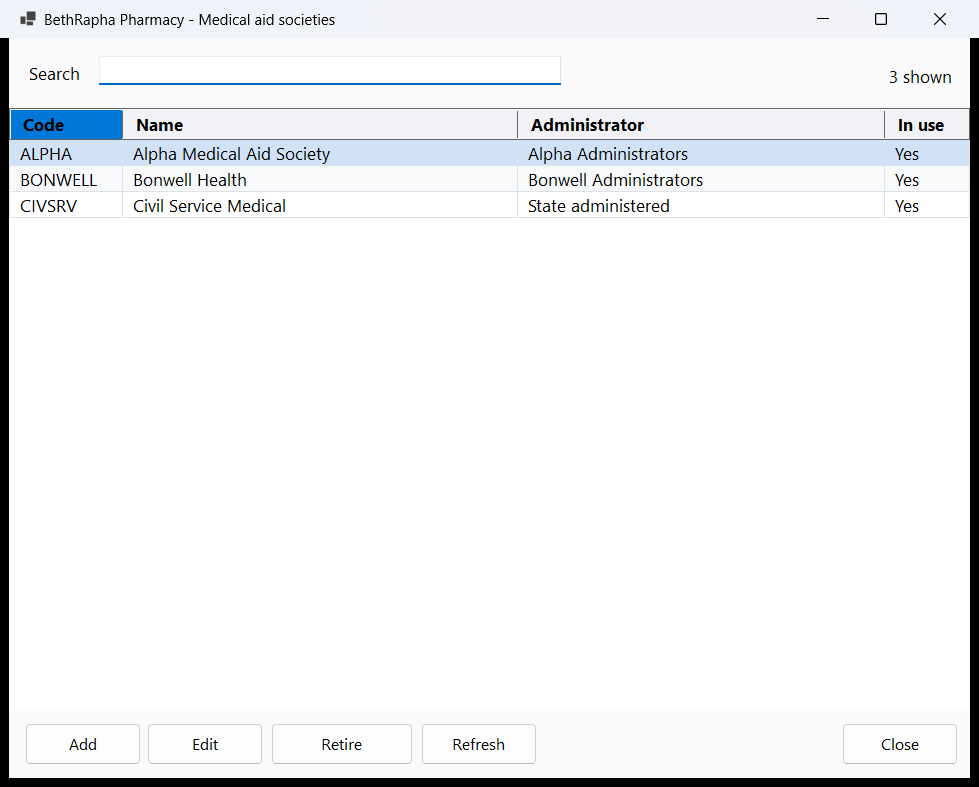 BethRapha Pharmacy - Medical aid societies
Search
3 shown
Code Name Administrator In use
ALPHA Alpha Medical Aid Society Alpha Administrators Yes
BONWELL Bonwell Health Bonwell Administrators Yes
CIVSRV Civil Service Medical State administered Yes
Add Edit Retire Refresh Close